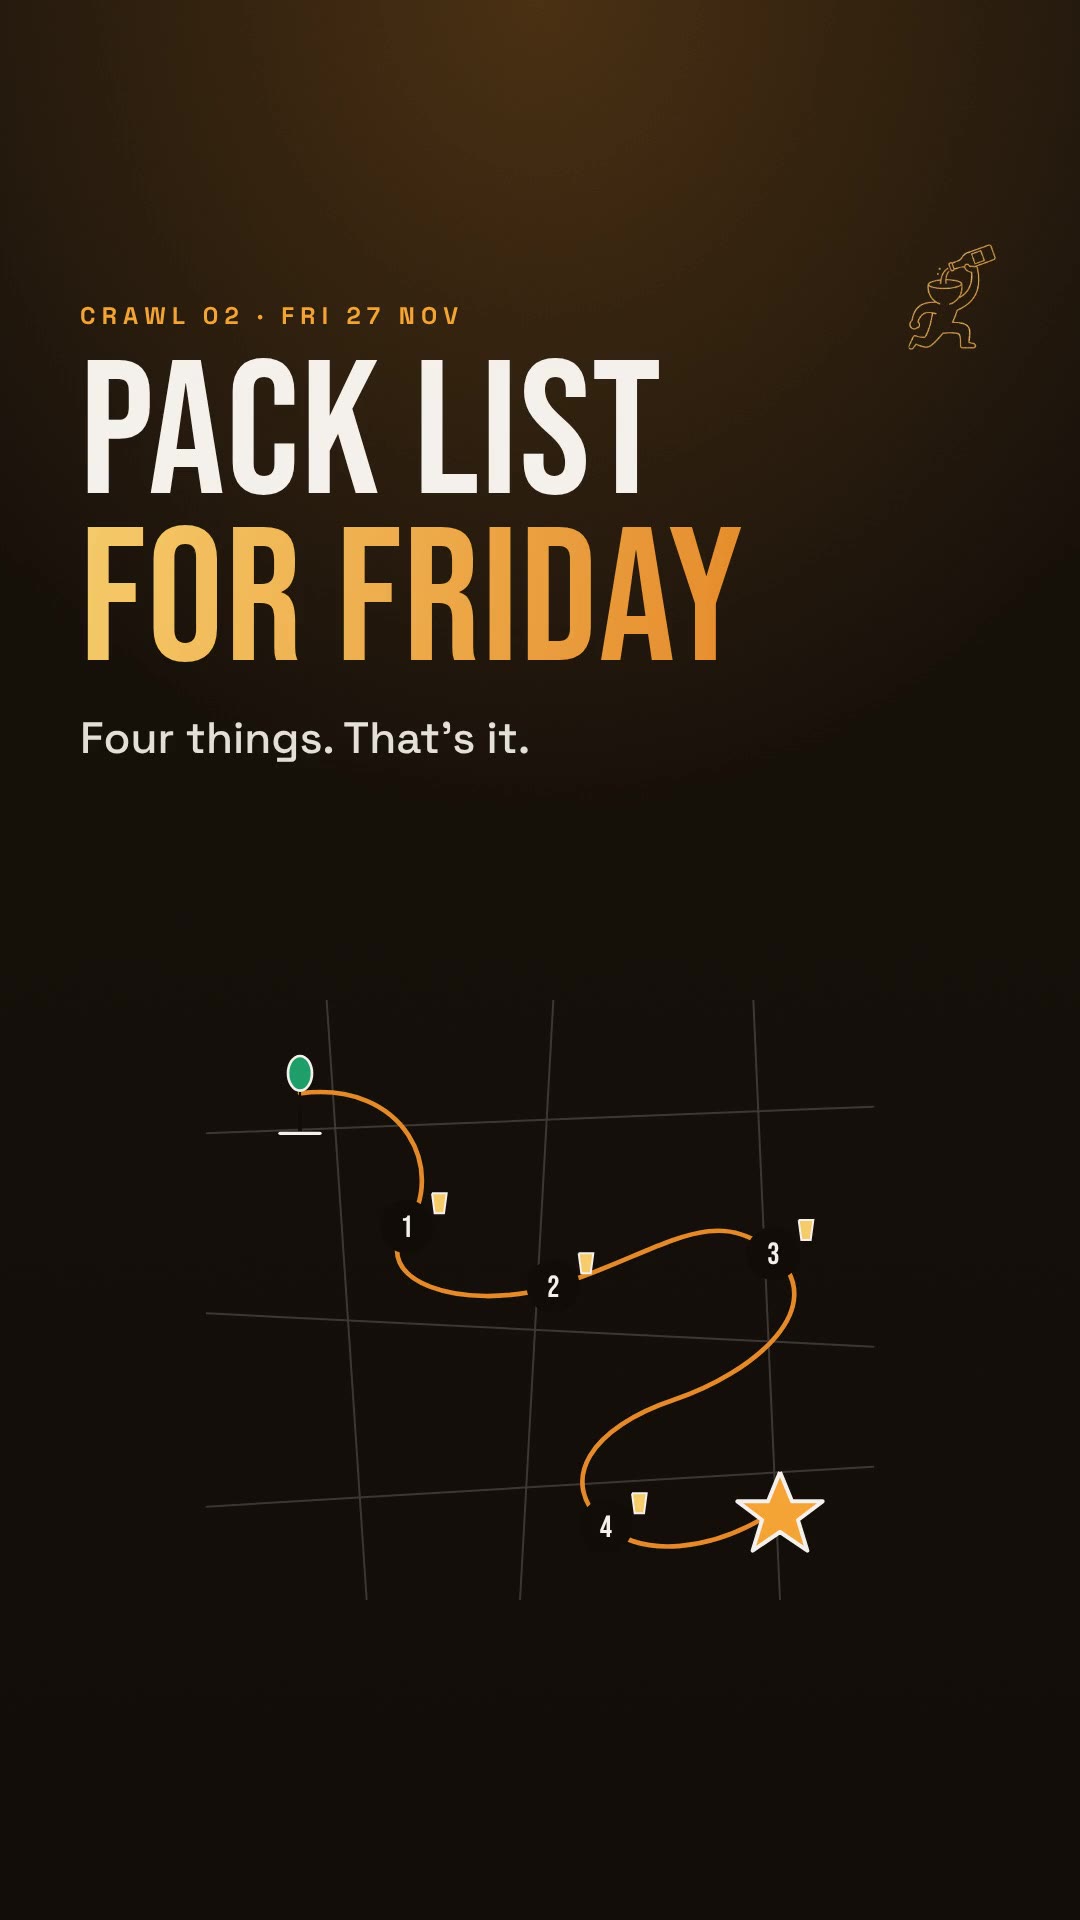 CRAWL 02 · FRI 27 NOV
PACK LIST
FOR FRIDAY
Four things. That’s it.
1
2
3
4